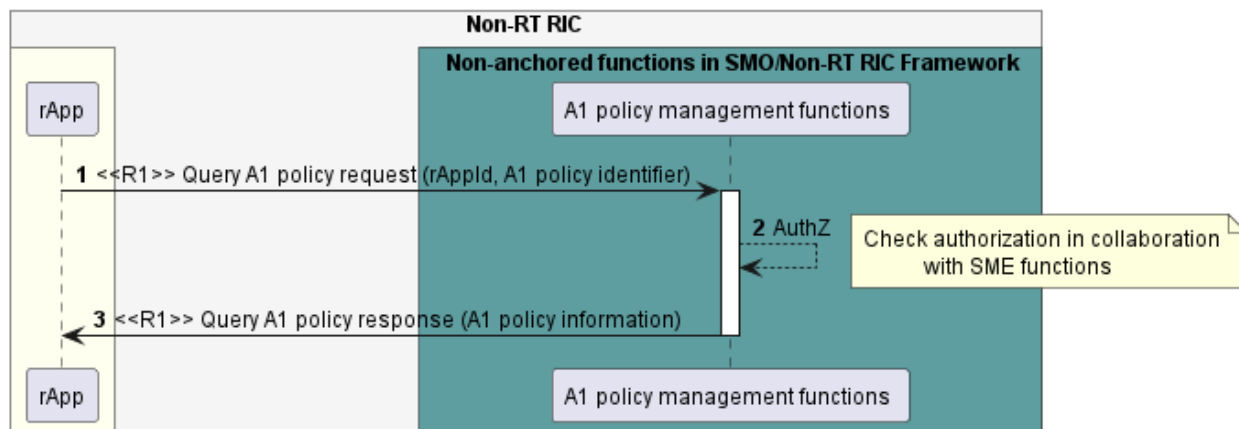 Non-RT RIC
Non-anchored functions in SMO/Non-RT RIC Framework
rApp
A1 policy management functions
1 <<R1>> Query A1 policy request (rAppId, A1 policy identifier)
2 AuthZ
Check authorization in collaboration
with SME functions
3 <<R1>> Query A1 policy response (A1 policy information)
rApp
A1 policy management functions